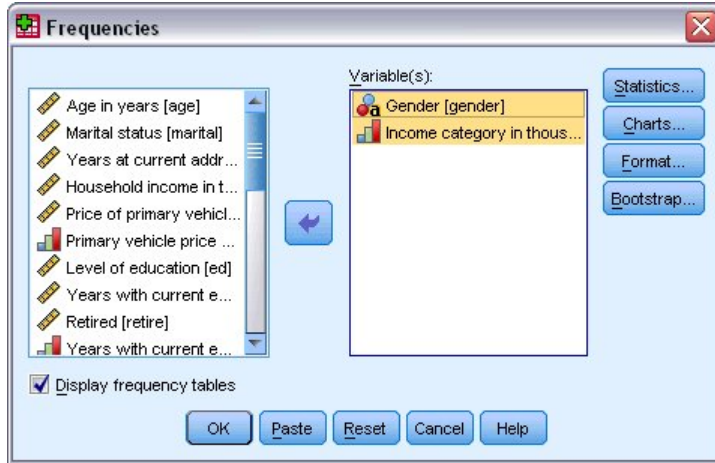 Frequencies
Age in years [age]
Marital status [marital]
Years at current addr...
Household income in t...
Price of primary vehicl...
Primary vehicle price ...
Level of education [ed]
Years with current e...
Retired [retire]
Years with current e...
Variable(s):
a Gender [gender]
Income category in thous...
Statistics...
Charts...
Format...
Bootstrap...
Display frequency tables
OK
Paste
Reset
Cancel
Help